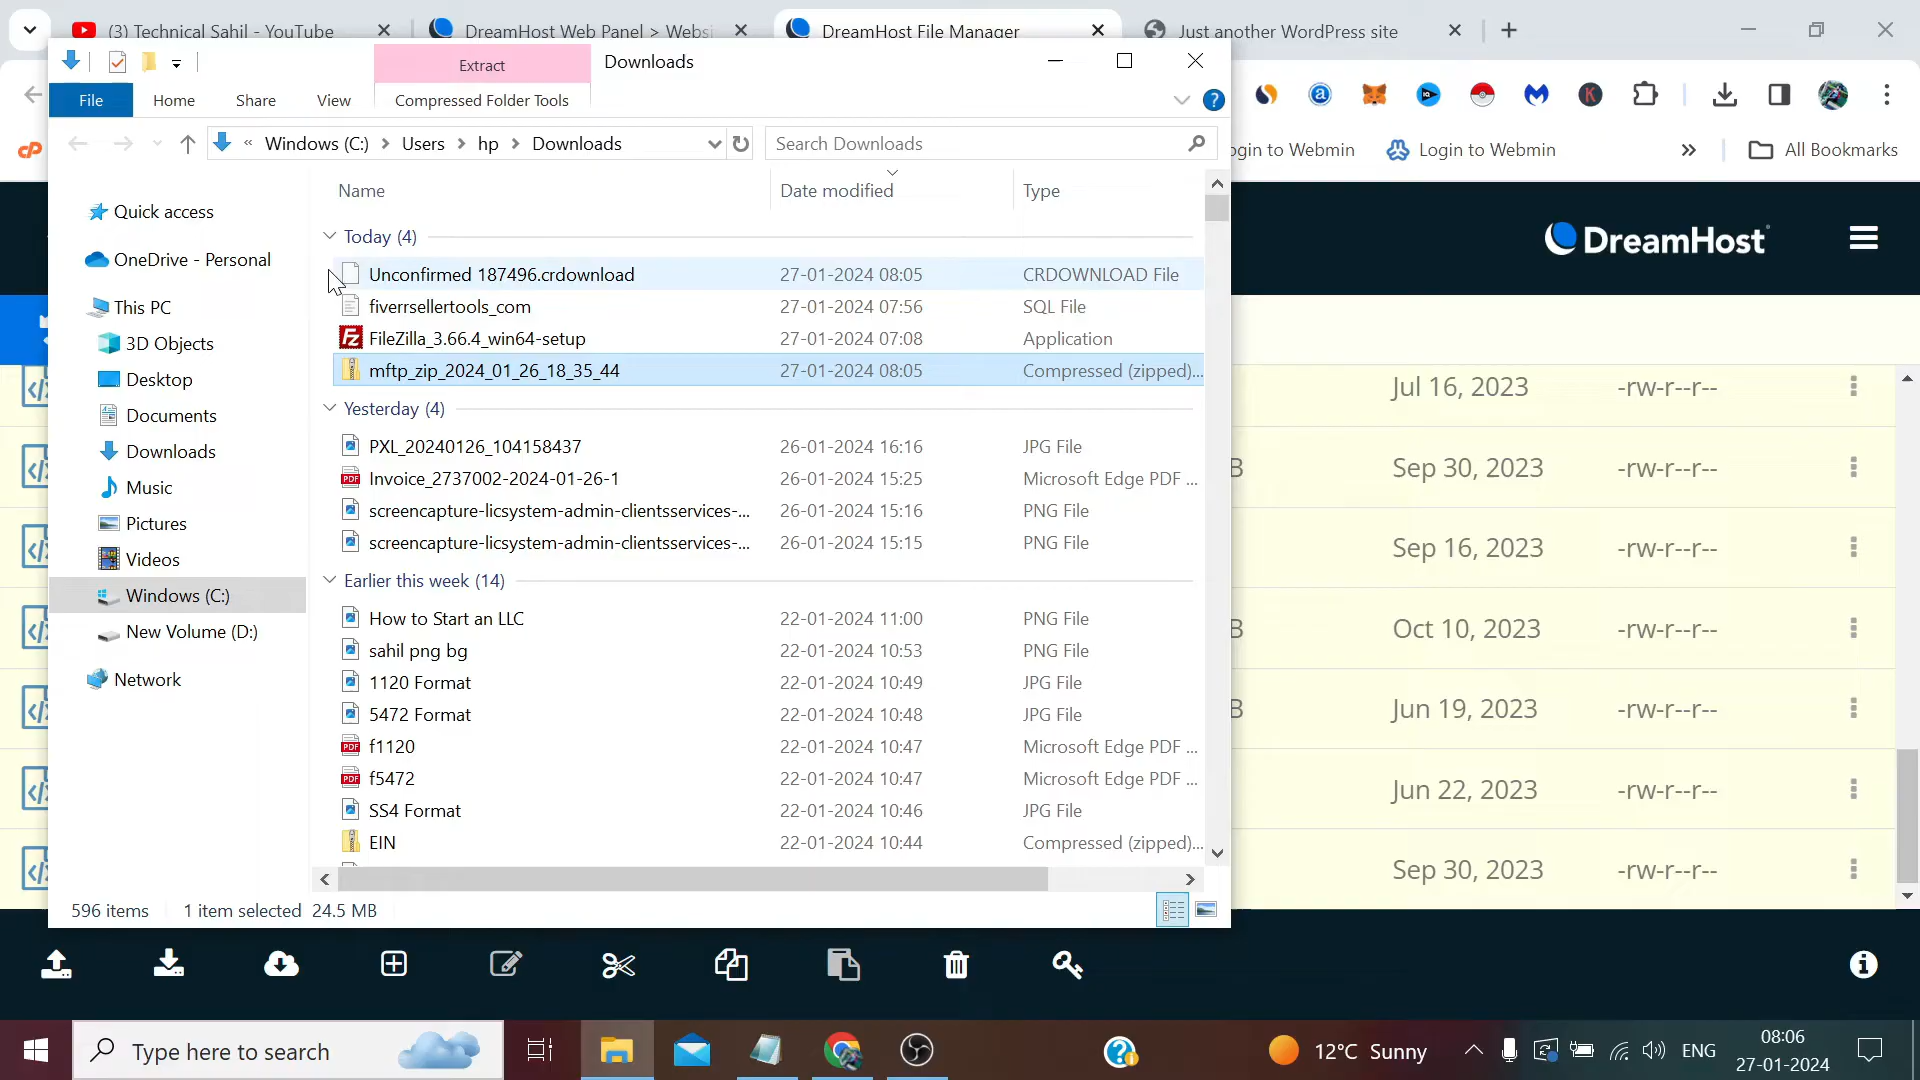 (3) Technical Sahil - YouTube
DreamHost Web Panel > Websi
DreamHost File Manager
Just another WordPress site
Extract
Downloads
File
Home
Share
View
Compressed Folder Tools
« Windows (C:) > Users > hp > Downloads
Search Downloads
ogin to Webmin
Login to Webmin
»
All Bookmarks
DreamHost
Quick access
OneDrive - Personal
This PC
3D Objects
Desktop
Documents
Downloads
Music
Pictures
Videos
Windows (C:)
New Volume (D:)
Network
Name Date modified Type
Today (4)
Unconfirmed 187496.crdownload 27-01-2024 08:05 CRDOWNLOAD File
fiverrsellertools_com 27-01-2024 07:56 SQL File
FileZilla_3.66.4_win64-setup 27-01-2024 07:08 Application
mftp_zip_2024_01_26_18_35_44 27-01-2024 08:05 Compressed (zipped)...
Yesterday (4)
PXL_20240126_104158437 26-01-2024 16:16 JPG File
Invoice_2737002-2024-01-26-1 26-01-2024 15:25 Microsoft Edge PDF ...
screencapture-licsystem-admin-clientsservices-... 26-01-2024 15:16 PNG File
screencapture-licsystem-admin-clientsservices-... 26-01-2024 15:15 PNG File
Earlier this week (14)
How to Start an LLC 22-01-2024 11:00 PNG File
sahil png bg 22-01-2024 10:53 PNG File
1120 Format 22-01-2024 10:49 JPG File
5472 Format 22-01-2024 10:48 JPG File
f1120 22-01-2024 10:47 Microsoft Edge PDF ...
f5472 22-01-2024 10:47 Microsoft Edge PDF ...
SS4 Format 22-01-2024 10:46 JPG File
EIN 22-01-2024 10:44 Compressed (zipped)...
596 items 1 item selected 24.5 MB
Jul 16, 2023 -rw-r--r--
B Sep 30, 2023 -rw-r--r--
Sep 16, 2023 -rw-r--r--
B Oct 10, 2023 -rw-r--r--
B Jun 19, 2023 -rw-r--r--
Jun 22, 2023 -rw-r--r--
Sep 30, 2023 -rw-r--r--
Type here to search
12°C Sunny
ENG
08:06
27-01-2024